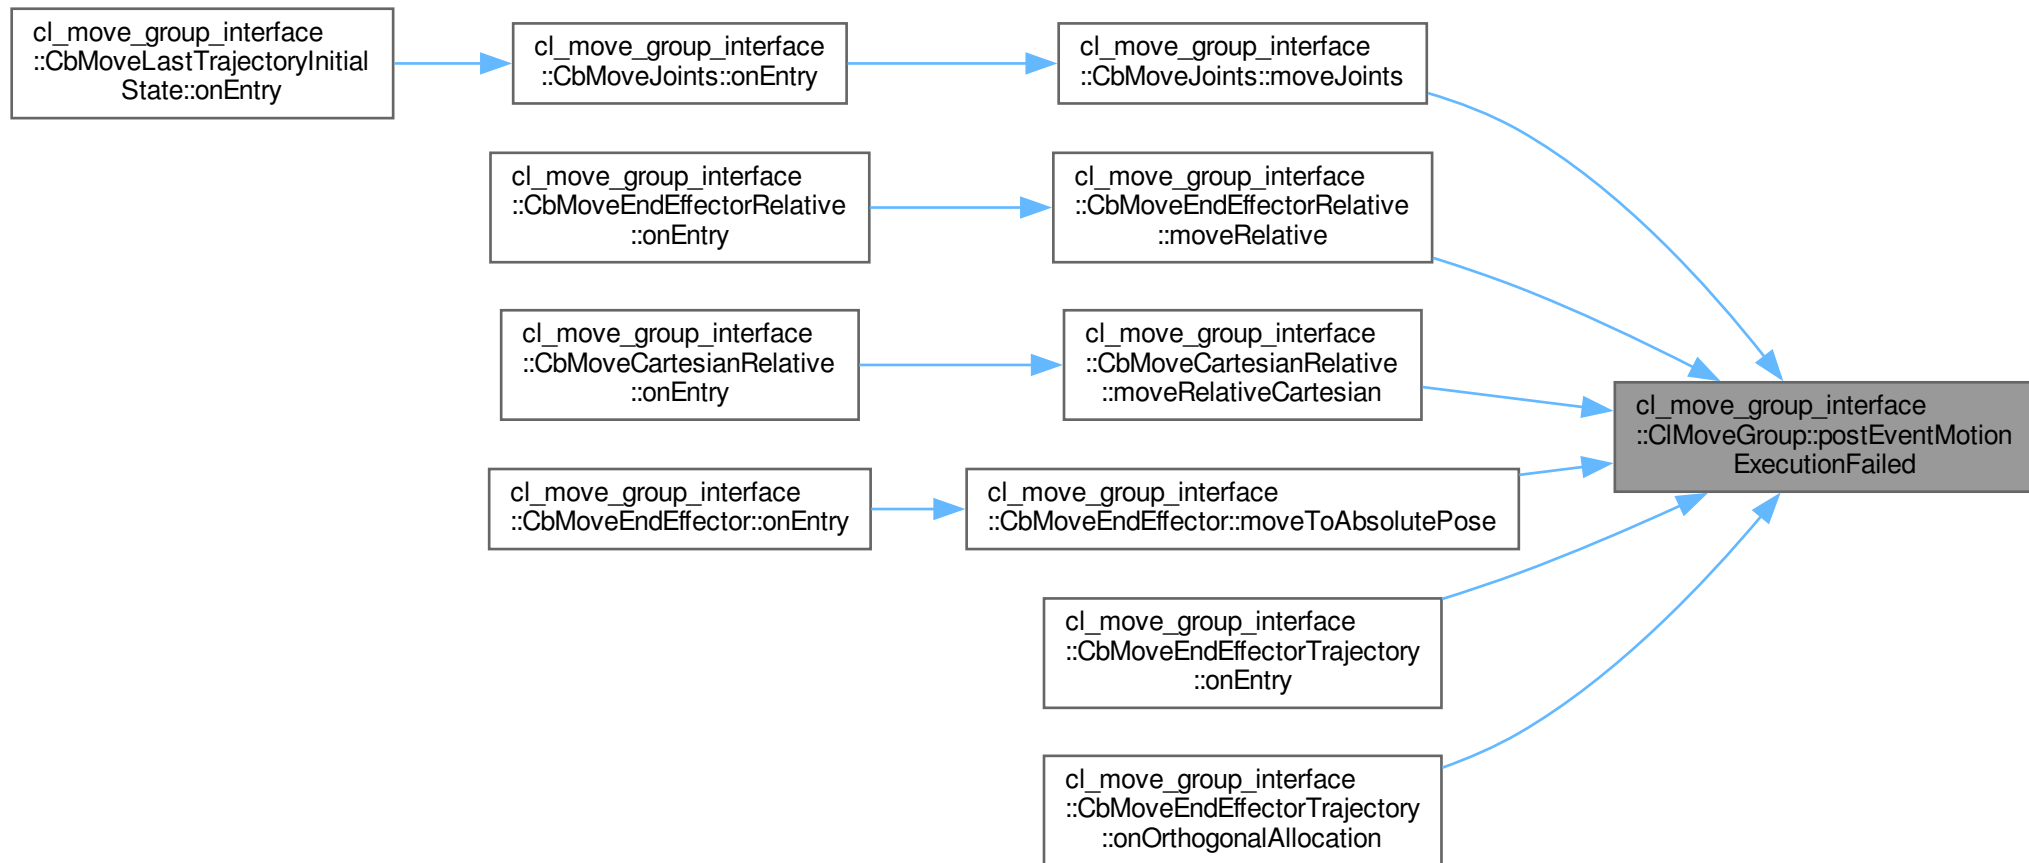 cl_move_group_interface
::CbMoveLastTrajectoryInitial
State::onEntry
cl_move_group_interface
::CbMoveJoints::onEntry
cl_move_group_interface
::CbMoveJoints::moveJoints
cl_move_group_interface
::CbMoveEndEffectorRelative
::onEntry
cl_move_group_interface
::CbMoveEndEffectorRelative
::moveRelative
cl_move_group_interface
::CbMoveCartesianRelative
::onEntry
cl_move_group_interface
::CbMoveCartesianRelative
::moveRelativeCartesian
cl_move_group_interface
::ClMoveGroup::postEventMotion
ExecutionFailed
cl_move_group_interface
::CbMoveEndEffector::onEntry
cl_move_group_interface
::CbMoveEndEffector::moveToAbsolutePose
cl_move_group_interface
::CbMoveEndEffectorTrajectory
::onEntry
cl_move_group_interface
::CbMoveEndEffectorTrajectory
::onOrthogonalAllocation